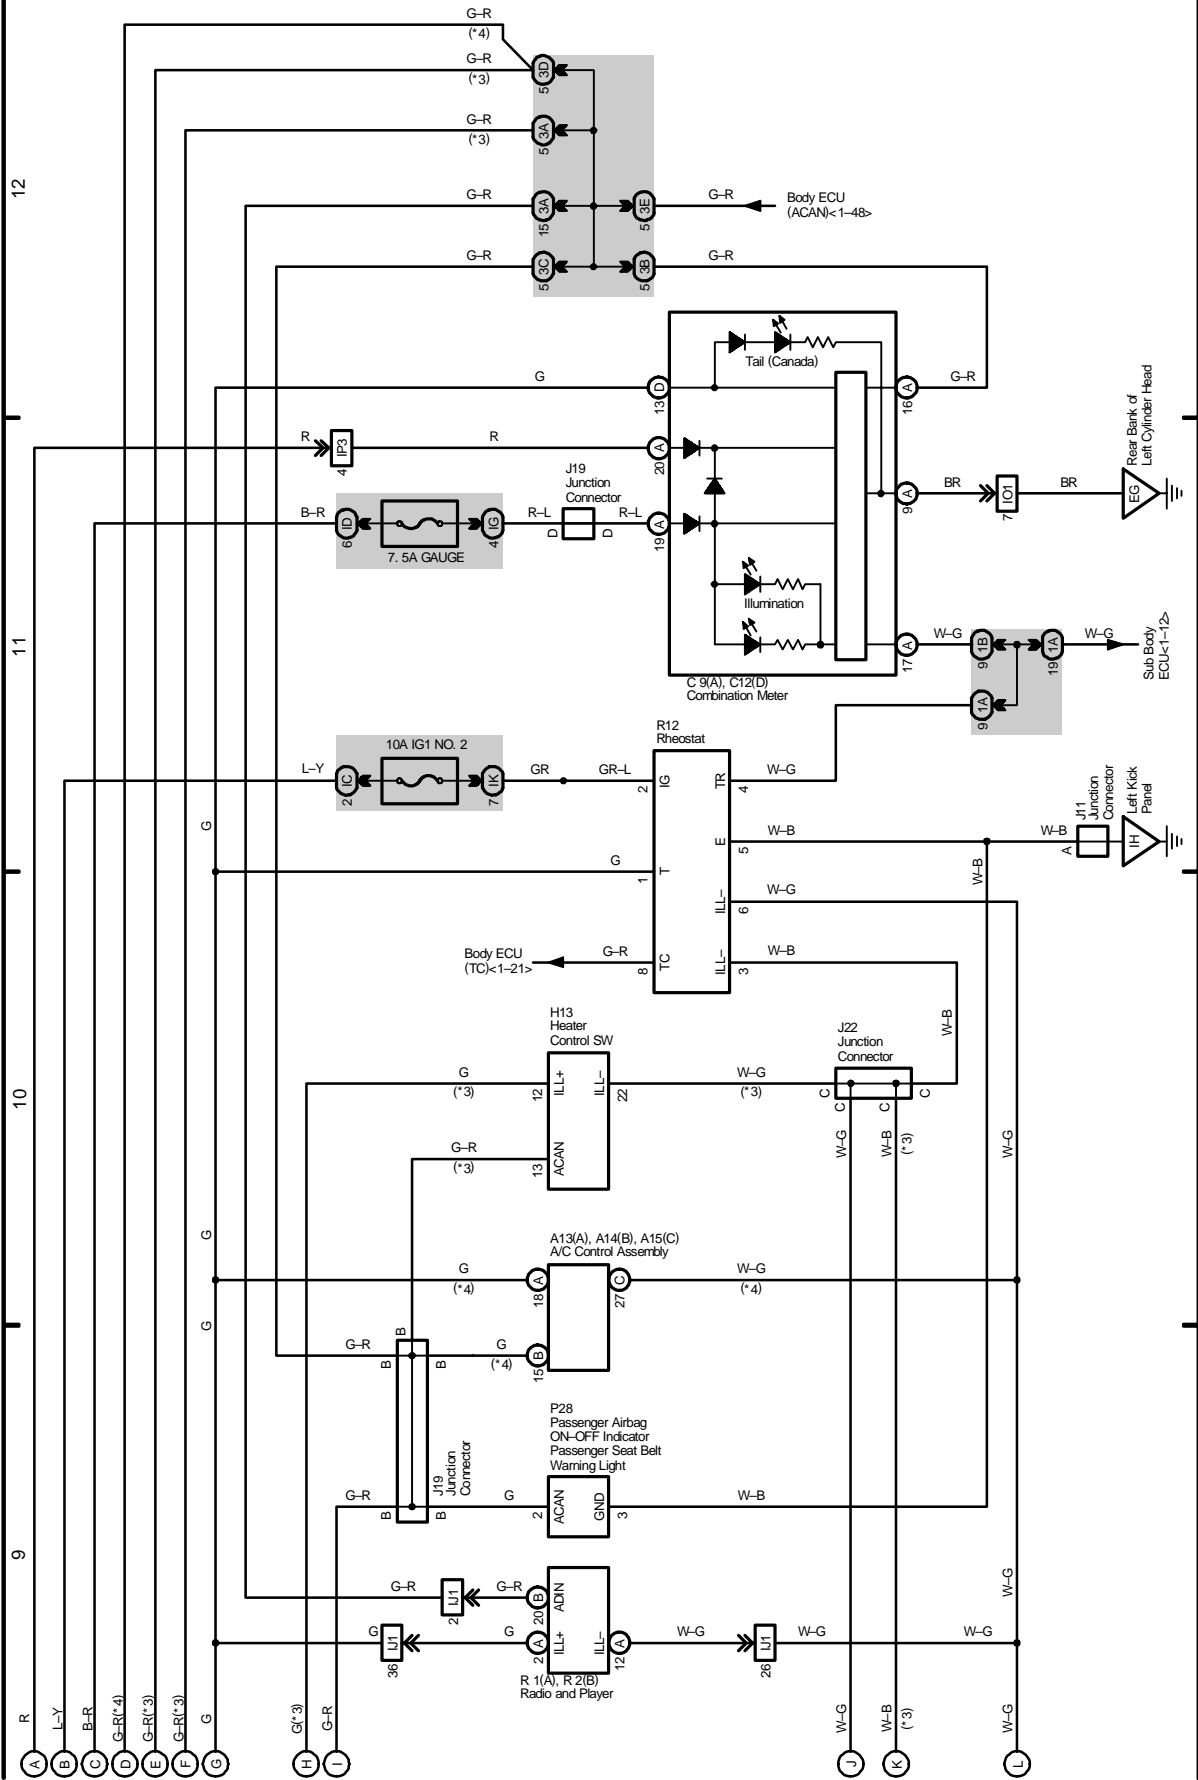 G–R
(*4)
G–R
(*3)
5 3D
G–R
(*3)
5 3A
12
G–R
15 3A
5 3E
G–R
Body ECU
(ACAN)<1–48>
G–R
5 3C
5 3B
G–R
Tail (Canada)
G
13 D
16 A
G–R
R
4 IP3
R
20 A
J19
Junction
Connector
B–R
6 ID
4 IG
7. 5A GAUGE
R–L
D
D
R–L
19 A
9 A
BR
7 IO1
BR
EG
Rear Bank of
Left Cylinder Head
Illumination
11
17 A
W–G
9 1B
19 1A
W–G
Sub Body
ECU<1–12>
C 9(A), C12(D)
Combination Meter
9 1A
R12
Rheostat
10A IG1 NO. 2
L–Y
2 IC
7 IK
GR
GR–L
2 IG
TR 4
W–G
G
E 5
W–B
W–B
A
J11
Junction
Connector
IH
Left Kick
Panel
G
1 T
W–B
ILL– 6
W–G
Body ECU
(TC)<1–21>
G–R
8 TC
ILL– 3
W–B
H13
Heater
Control SW
J22
Junction
Connector
W–B
10
G
(*3)
12 ILL+
ILL– 22
W–G
(*3)
C
C
C
C
G–R
(*3)
13 ACAN
W–G
W–B
(*3)
W–G
G
A13(A), A14(B), A15(C)
A/C Control Assembly
G
(*4)
18 A
27 C
W–G
(*4)
G
G–R
B
B
B
G
(*4)
15 B
P28
Passenger Airbag
ON–OFF Indicator
Passenger Seat Belt
Warning Light
J19
Junction
Connector
G–R
B
B
G
2 ACAN
GND 3
W–B
9
G–R
2 IJ1
G–R
20 B ADIN
W–G
G
36 IJ1
G
2 A ILL+
ILL– 12 A
W–G
26 IJ1
W–G
W–G
R 1(A), R 2(B)
Radio and Player
R
L–Y
B–R
G–R(*4)
G–R(*3)
G–R(*3)
G
G(*3)
G–R
W–G
W–B
(*3)
W–G
A
B
C
D
E
F
G
H
I
J
K
L